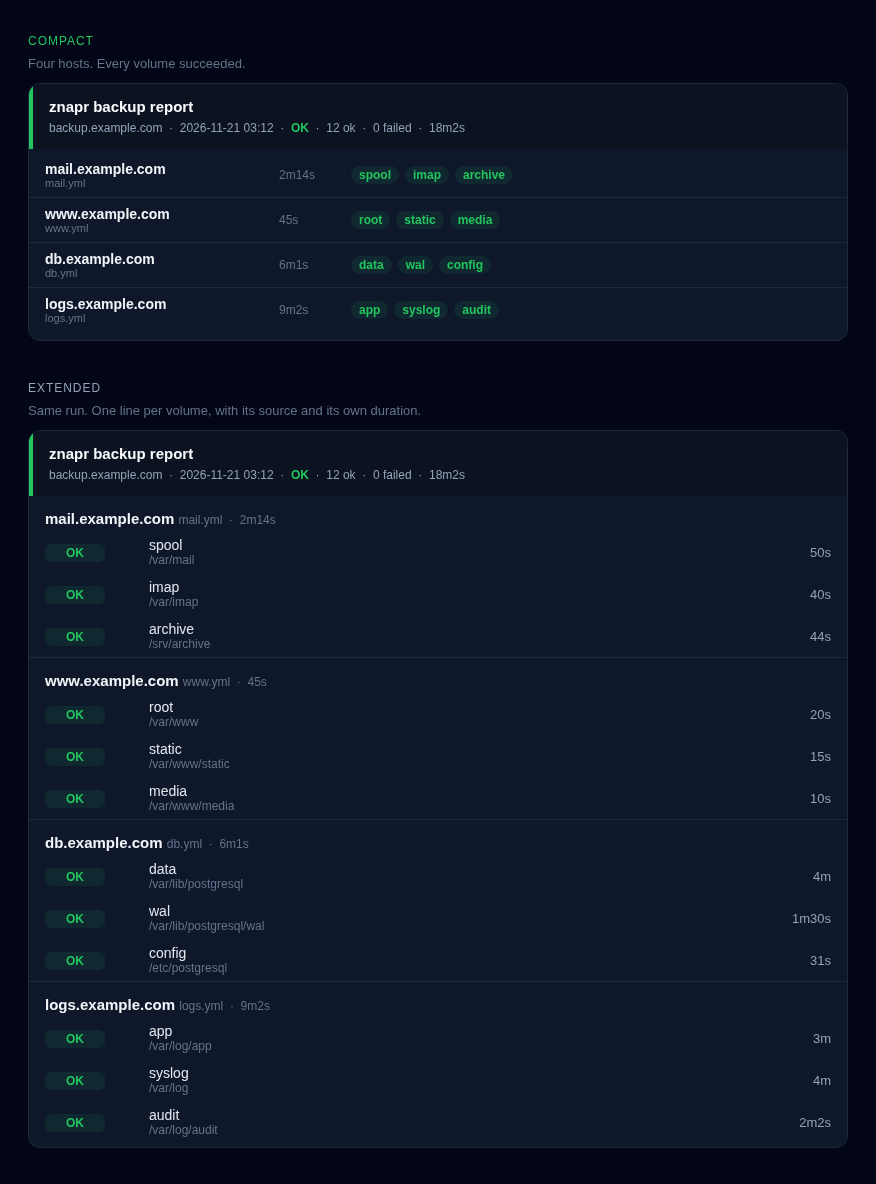 COMPACT
Four hosts. Every volume succeeded.
znapr backup report
backup.example.com · 2026-11-21 03:12 · OK · 12 ok · 0 failed · 18m2s
mail.example.com
mail.yml
2m14s
spool imap archive
www.example.com
www.yml
45s
root static media
db.example.com
db.yml
6m1s
data wal config
logs.example.com
logs.yml
9m2s
app syslog audit
EXTENDED
Same run. One line per volume, with its source and its own duration.
znapr backup report
backup.example.com · 2026-11-21 03:12 · OK · 12 ok · 0 failed · 18m2s
mail.example.com mail.yml · 2m14s
OK
spool
/var/mail
50s
OK
imap
/var/imap
40s
OK
archive
/srv/archive
44s
www.example.com www.yml · 45s
OK
root
/var/www
20s
OK
static
/var/www/static
15s
OK
media
/var/www/media
10s
db.example.com db.yml · 6m1s
OK
data
/var/lib/postgresql
4m
OK
wal
/var/lib/postgresql/wal
1m30s
OK
config
/etc/postgresql
31s
logs.example.com logs.yml · 9m2s
OK
app
/var/log/app
3m
OK
syslog
/var/log
4m
OK
audit
/var/log/audit
2m2s